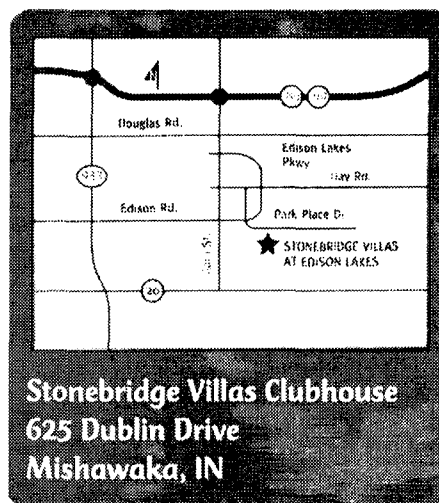 Douglas Rd.
Edison Lakes
Pkwy
Day Rd.
933
Edison Rd.
Park Place Dr
STONEBRIDGE VILLAS
AT EDISON LAKES
20
Stonebridge Villas Clubhouse
625 Dublin Drive
Mishawaka, IN